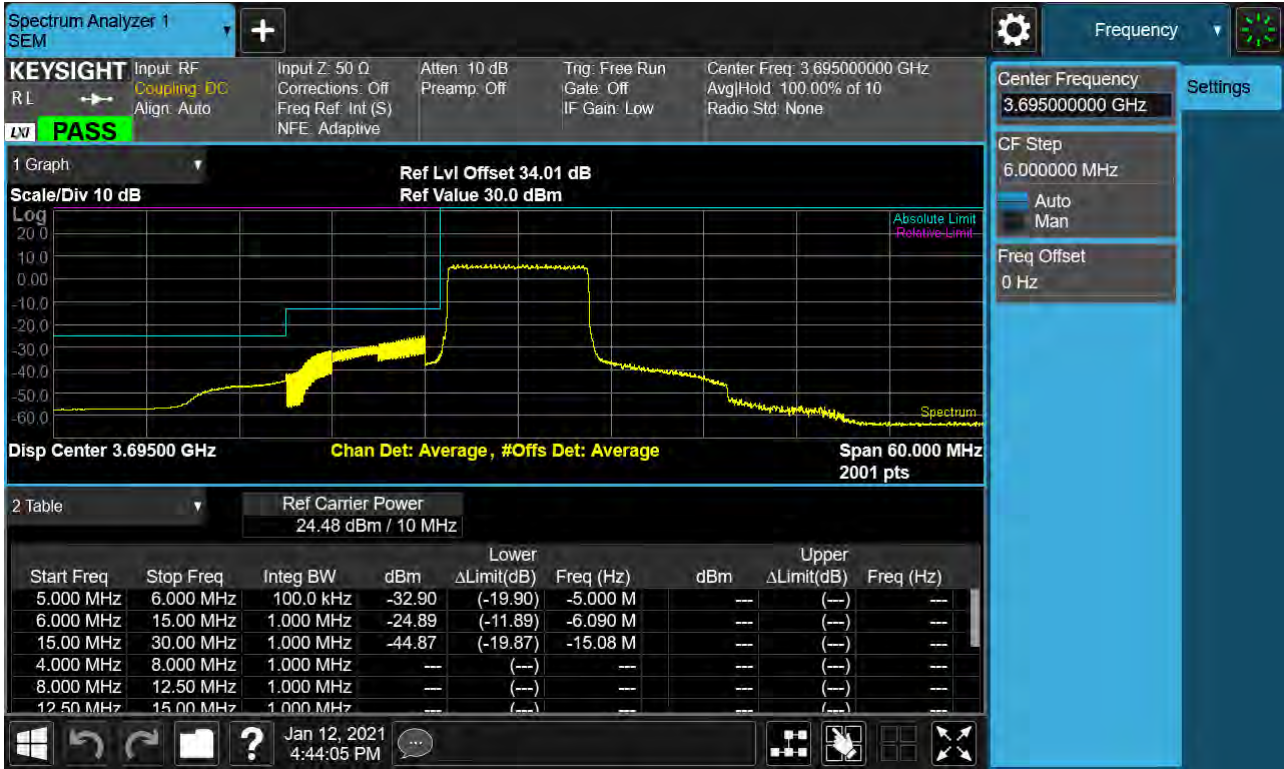 Spectrum Analyzer 1
SEM
+
Frequency
KEYSIGHT
RL
LXI
PASS
Input: RF
Coupling: DC
Align: Auto
Input Z: 50 Ω
Corrections: Off
Freq Ref: Int (S)
NFE: Adaptive
Atten: 10 dB
Preamp: Off
Trig: Free Run
Gate: Off
IF Gain: Low
Center Freq: 3.695000000 GHz
Avg|Hold: 100.00% of 10
Radio Std: None
Center Frequency
3.695000000 GHz
Settings
CF Step
6.000000 MHz
Auto
Man
Freq Offset
0 Hz
1 Graph
Scale/Div 10 dB
Ref Lvl Offset 34.01 dB
Ref Value 30.0 dBm
Log
Absolute Limit
Relative Limit
20.0
10.0
0.00
-10.0
-20.0
-30.0
-40.0
-50.0
-60.0
Spectrum
Disp Center 3.69500 GHz
Chan Det: Average, #Offs Det: Average
Span 60.000 MHz
2001 pts
2 Table
Ref Carrier Power
24.48 dBm / 10 MHz
Lower Upper
Start Freq Stop Freq Integ BW dBm ΔLimit(dB) Freq (Hz) dBm ΔLimit(dB) Freq (Hz)
5.000 MHz 6.000 MHz 100.0 kHz -32.90 (-19.90) -5.000 M --- (---) ---
6.000 MHz 15.00 MHz 1.000 MHz -24.89 (-11.89) -6.090 M --- (---) ---
15.00 MHz 30.00 MHz 1.000 MHz -44.87 (-19.87) -15.08 M --- (---) ---
4.000 MHz 8.000 MHz 1.000 MHz --- (---) --- --- (---) ---
8.000 MHz 12.50 MHz 1.000 MHz --- (---) --- --- (---) ---
12.50 MHz 15.00 MHz 1.000 MHz --- (---) --- --- (---) ---
?
Jan 12, 2021
4:44:05 PM